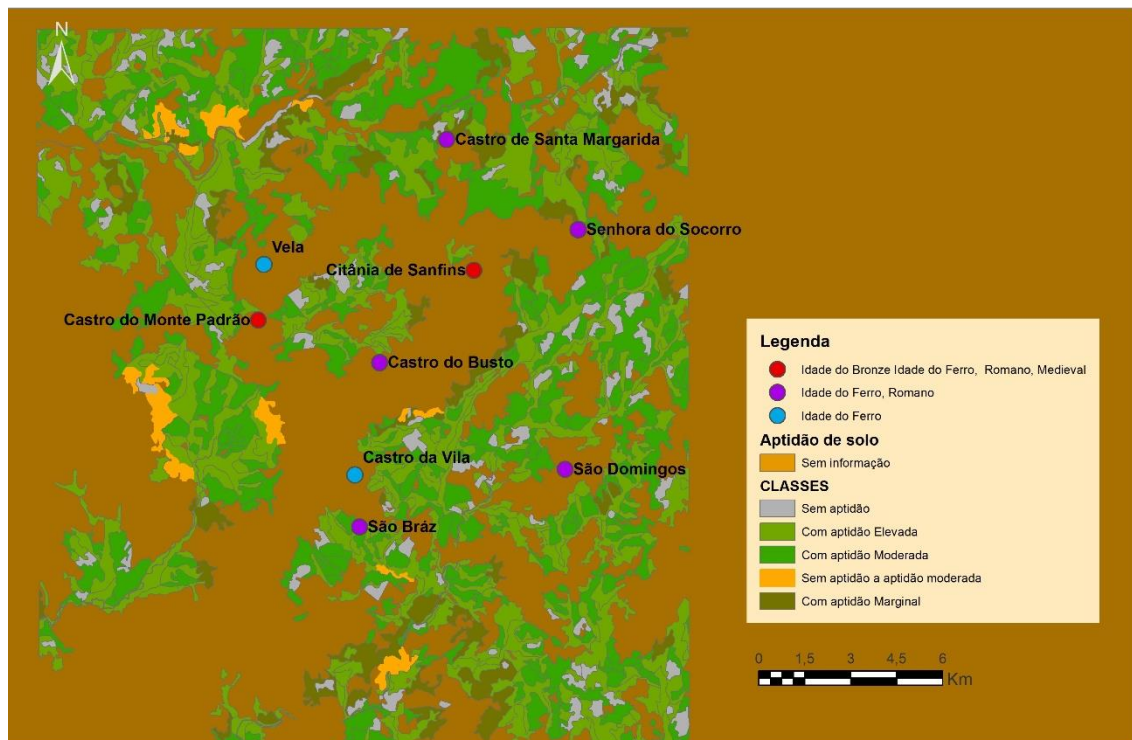 N
Castro de Santa Margarida
Senhora do Socorro
Vela
Citânia de Sanfins
Castro do Monte Padrão
Castro do Busto
Castro da Vila
São Domingos
São Bráz
Legenda
Idade do Bronze Idade do Ferro, Romano, Medieval
Idade do Ferro, Romano
Idade do Ferro
Aptidão de solo
Sem informação
CLASSES
Sem aptidão
Com aptidão Elevada
Com aptidão Moderada
Sem aptidão a aptidão moderada
Com aptidão Marginal
0 1,5 3 4,5 6
Km